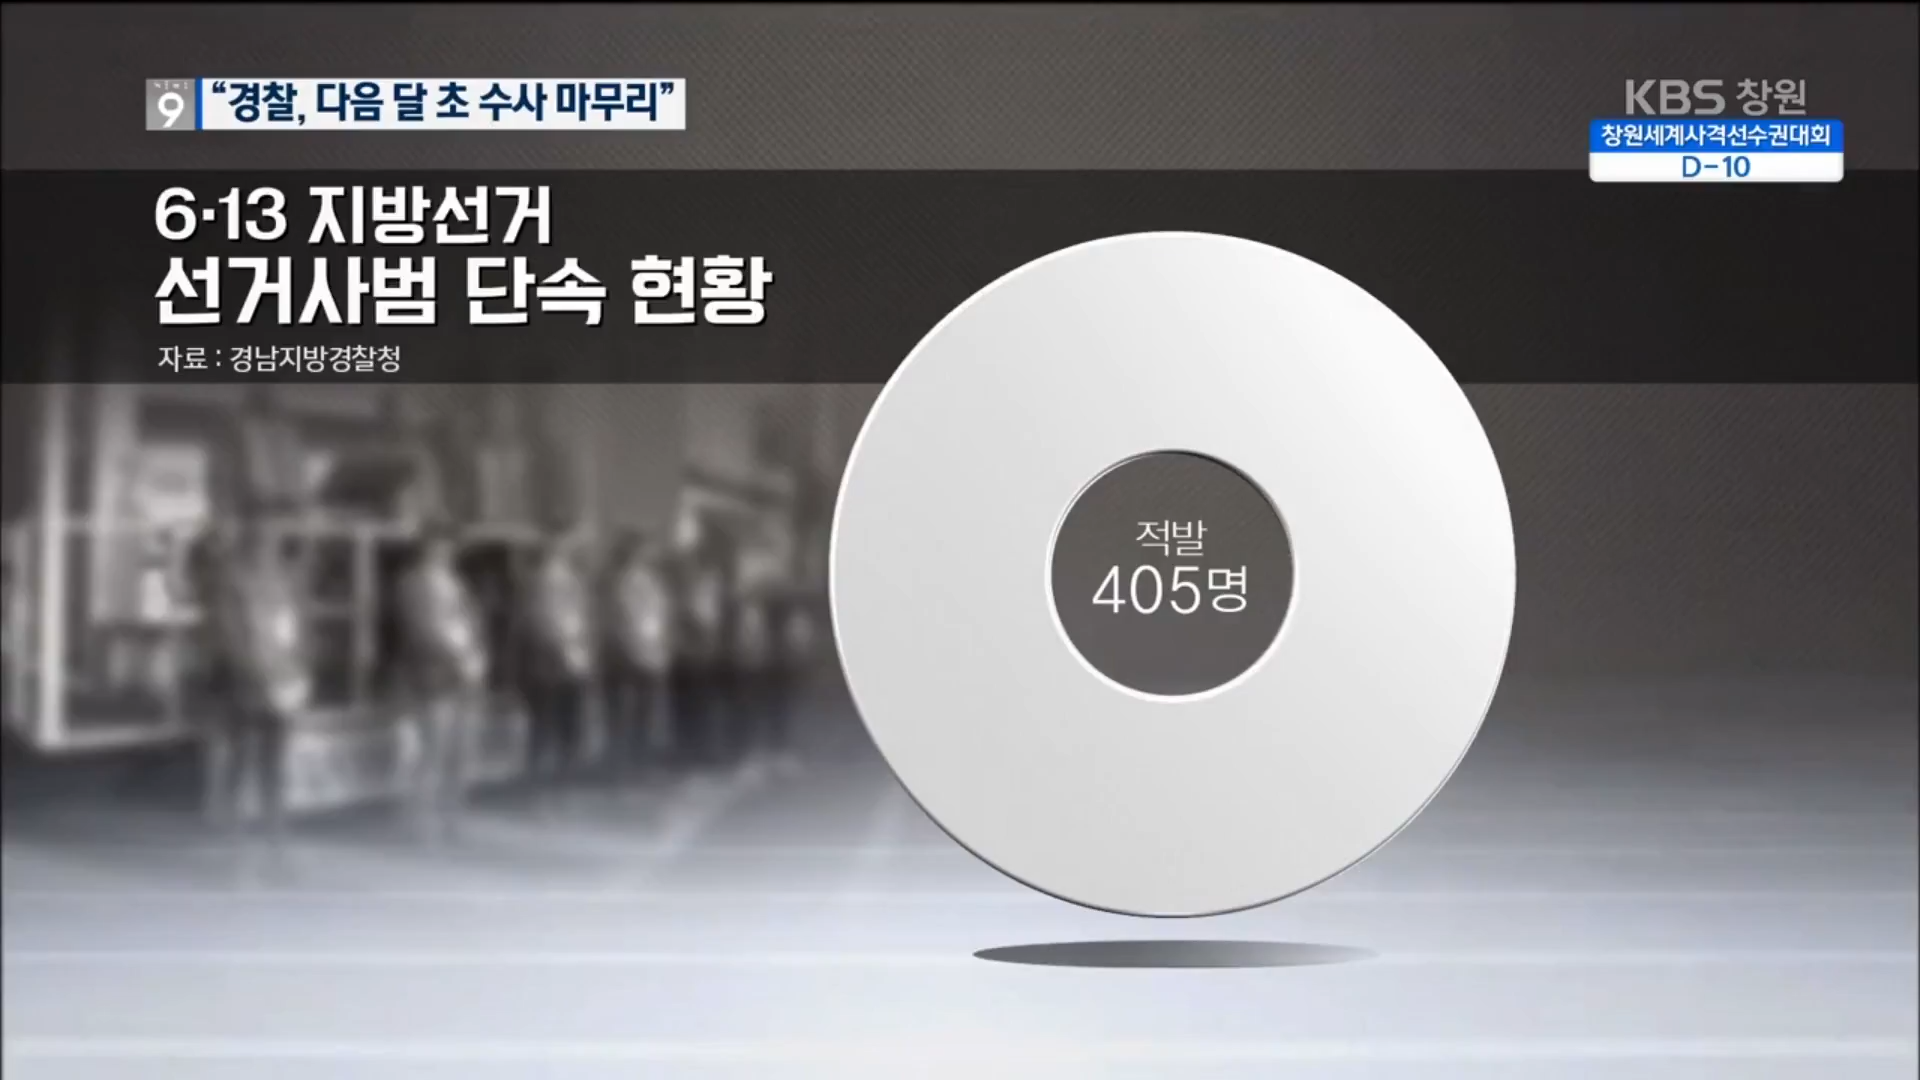 NEWS
9
“경찰, 다음 달 초 수사 마무리”
KBS 창원
창원세계사격선수권대회
D-10
6·13 지방선거
선거사범 단속 현황
자료 : 경남지방경찰청
적발
405명